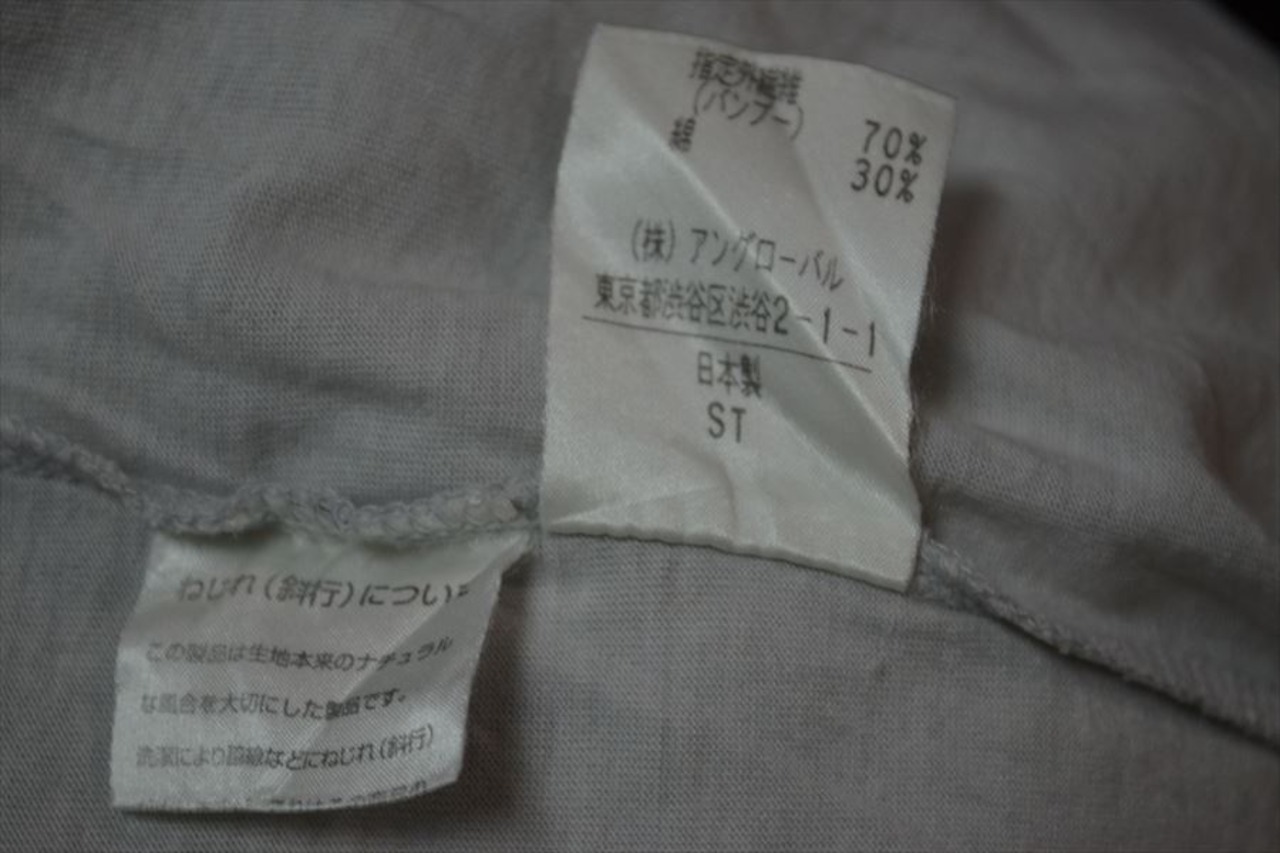 指定外繊維
(バンブー) 70%
綿 30%
(株) アングローバル
東京都渋谷区渋谷2-1-1
日本製
ST
ねじれ(斜行)につい
この製品は生地本来のナチュラル
な風合を大切にした製品です。
洗濯により脇線などにねじれ(斜行)